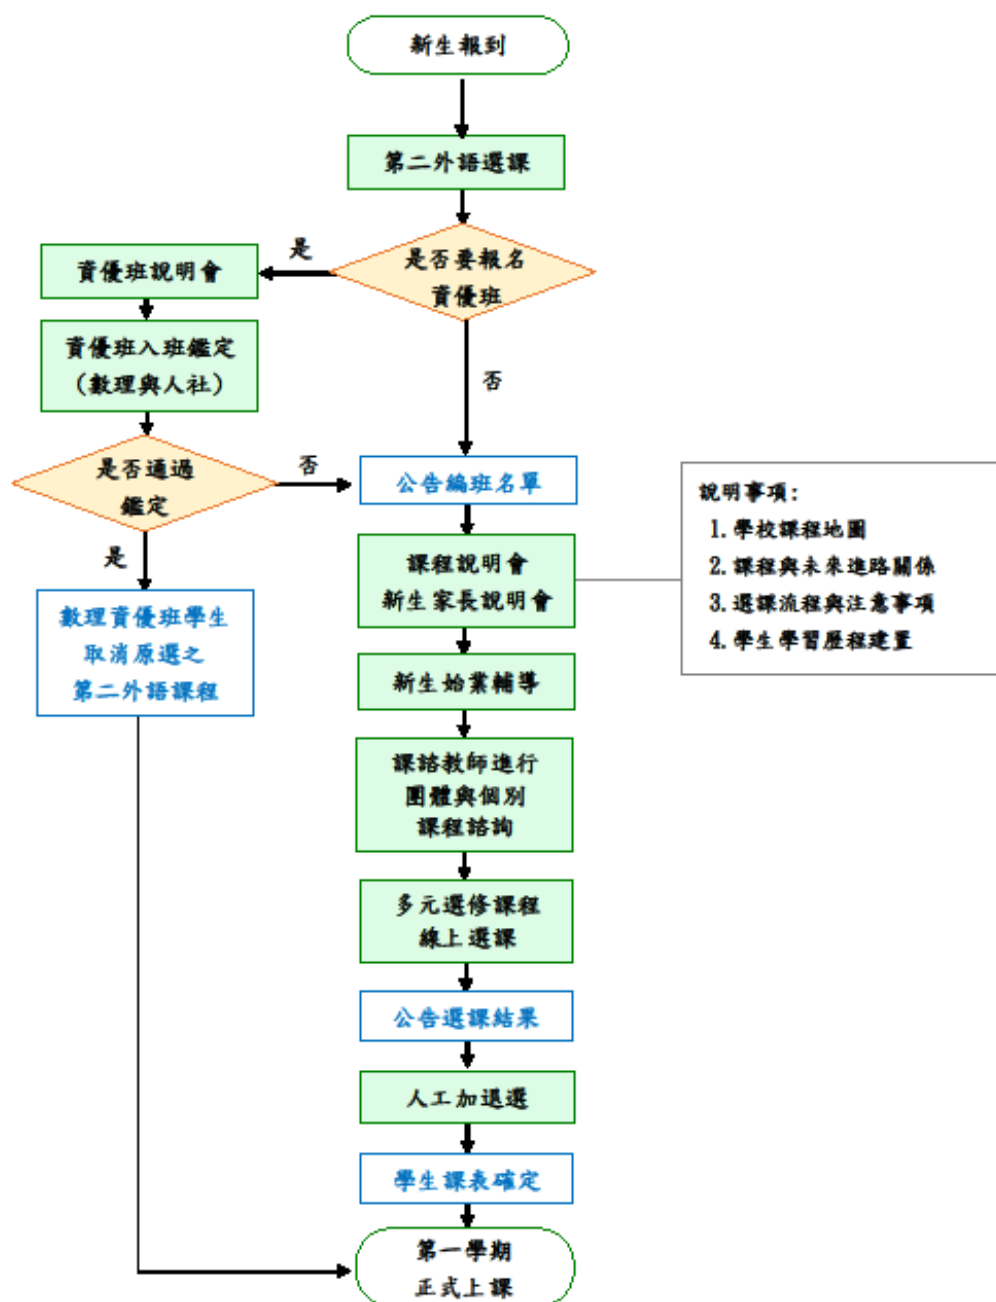 新生報到
第二外語選課
是否要報名
資優班
是
否
資優班說明會
資優班入班鑑定
（數理與人社）
是否通過
鑑定
否
是
數理資優班學生
取消原選之
第二外語課程
公告編班名單
課程說明會
新生家長說明會
說明事項:
1.學校課程地圖
2.課程與未來進路關係
3.選課流程與注意事項
4.學生學習歷程建置
新生始業輔導
課諮教師進行
團體與個別
課程諮詢
多元選修課程
線上選課
公告選課結果
人工加退選
學生課表確定
第一學期
正式上課